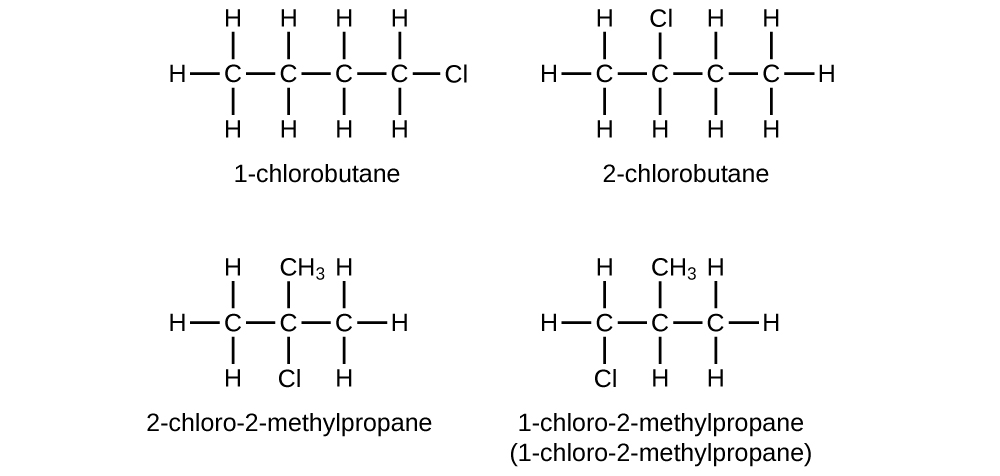 H H H H
H C C C C Cl
H H H H
1-chlorobutane
H Cl H H
H C C C C H
H H H H
2-chlorobutane
H CH₃ H
H C C C H
H Cl H
2-chloro-2-methylpropane
H CH₃ H
H C C C H
Cl H H
1-chloro-2-methylpropane
(1-chloro-2-methylpropane)